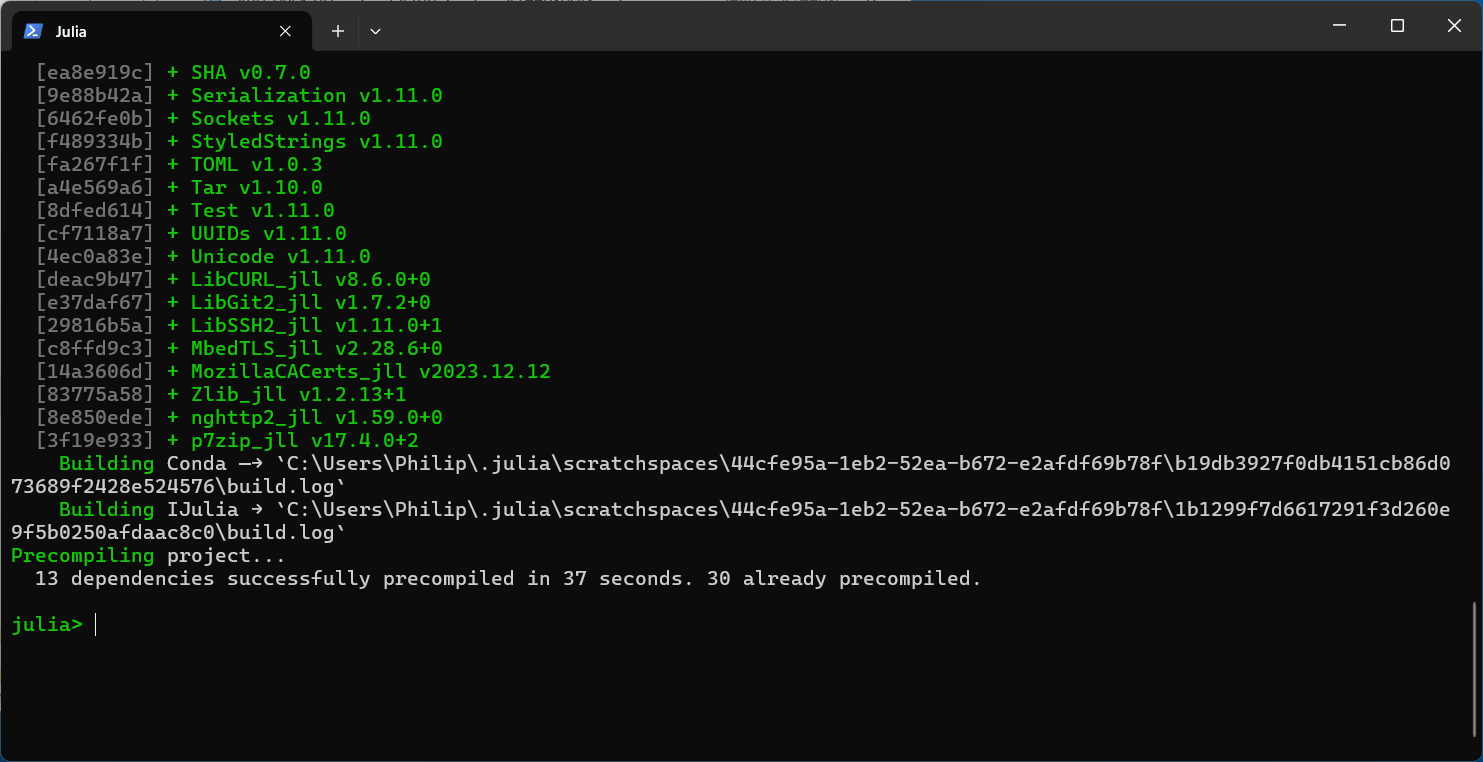 Julia
[ea8e919c] + SHA v0.7.0
[9e88b42a] + Serialization v1.11.0
[6462fe0b] + Sockets v1.11.0
[f489334b] + StyledStrings v1.11.0
[fa267f1f] + TOML v1.0.3
[a4e569a6] + Tar v1.10.0
[8dfed614] + Test v1.11.0
[cf7118a7] + UUIDs v1.11.0
[4ec0a83e] + Unicode v1.11.0
[deac9b47] + LibCURL_jll v8.6.0+0
[e37daf67] + LibGit2_jll v1.7.2+0
[29816b5a] + LibSSH2_jll v1.11.0+1
[c8ffd9c3] + MbedTLS_jll v2.28.6+0
[14a3606d] + MozillaCACerts_jll v2023.12.12
[83775a58] + Zlib_jll v1.2.13+1
[8e850ede] + nghttp2_jll v1.59.0+0
[3f19e933] + p7zip_jll v17.4.0+2
Building Conda ─→ `C:\Users\Philip\.julia\scratchspaces\44cfe95a-1eb2-52ea-b672-e2afdf69b78f\b19db3927f0db4151cb86d0
73689f2428e524576\build.log`
Building IJulia → `C:\Users\Philip\.julia\scratchspaces\44cfe95a-1eb2-52ea-b672-e2afdf69b78f\1b1299f7d6617291f3d260e
9f5b0250afdaac8c0\build.log`
Precompiling project...
13 dependencies successfully precompiled in 37 seconds. 30 already precompiled.
julia>